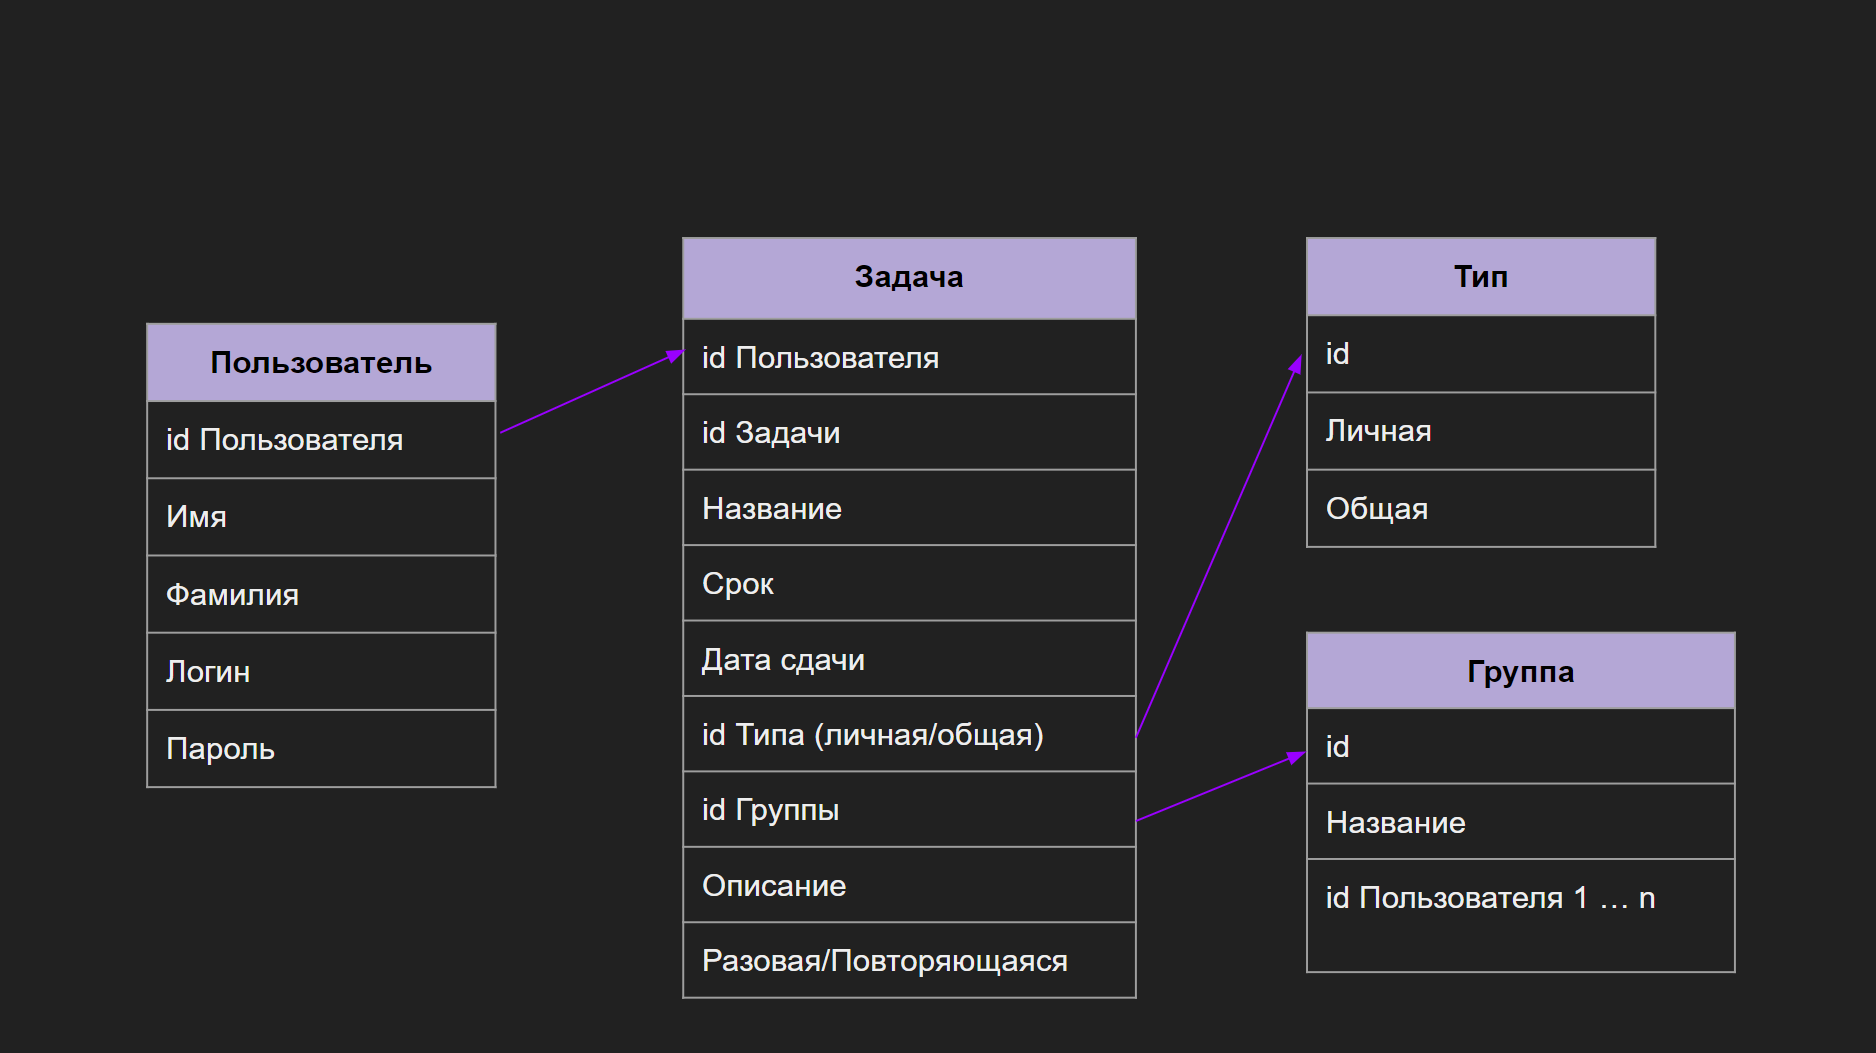 Пользователь
id Пользователя
Имя
Фамилия
Логин
Пароль
Задача
id Пользователя
id Задачи
Название
Срок
Дата сдачи
id Типа (личная/общая)
id Группы
Описание
Разовая/Повторяющаяся
Тип
id
Личная
Общая
Группа
id
Название
id Пользователя 1 … n